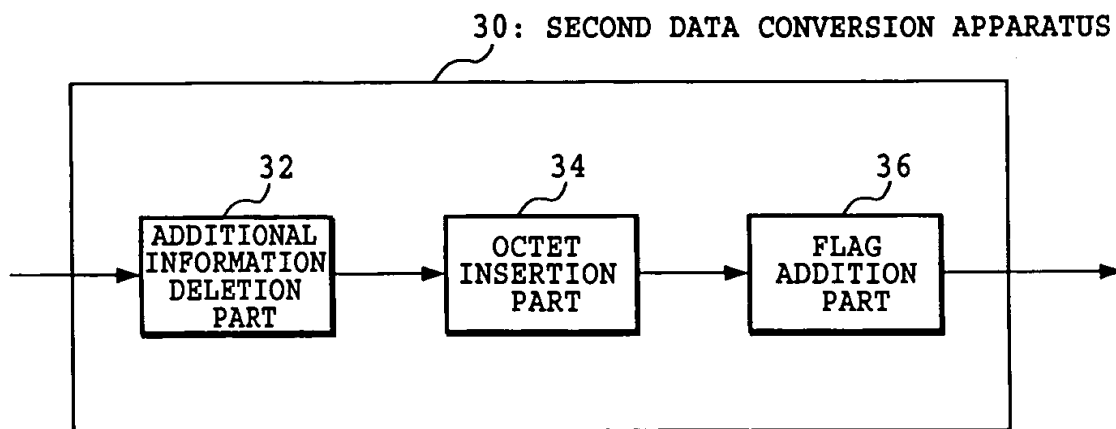 30: SECOND DATA CONVERSION APPARATUS
32
34
36
ADDITIONAL
INFORMATION
DELETION
PART
OCTET
INSERTION
PART
FLAG
ADDITION
PART